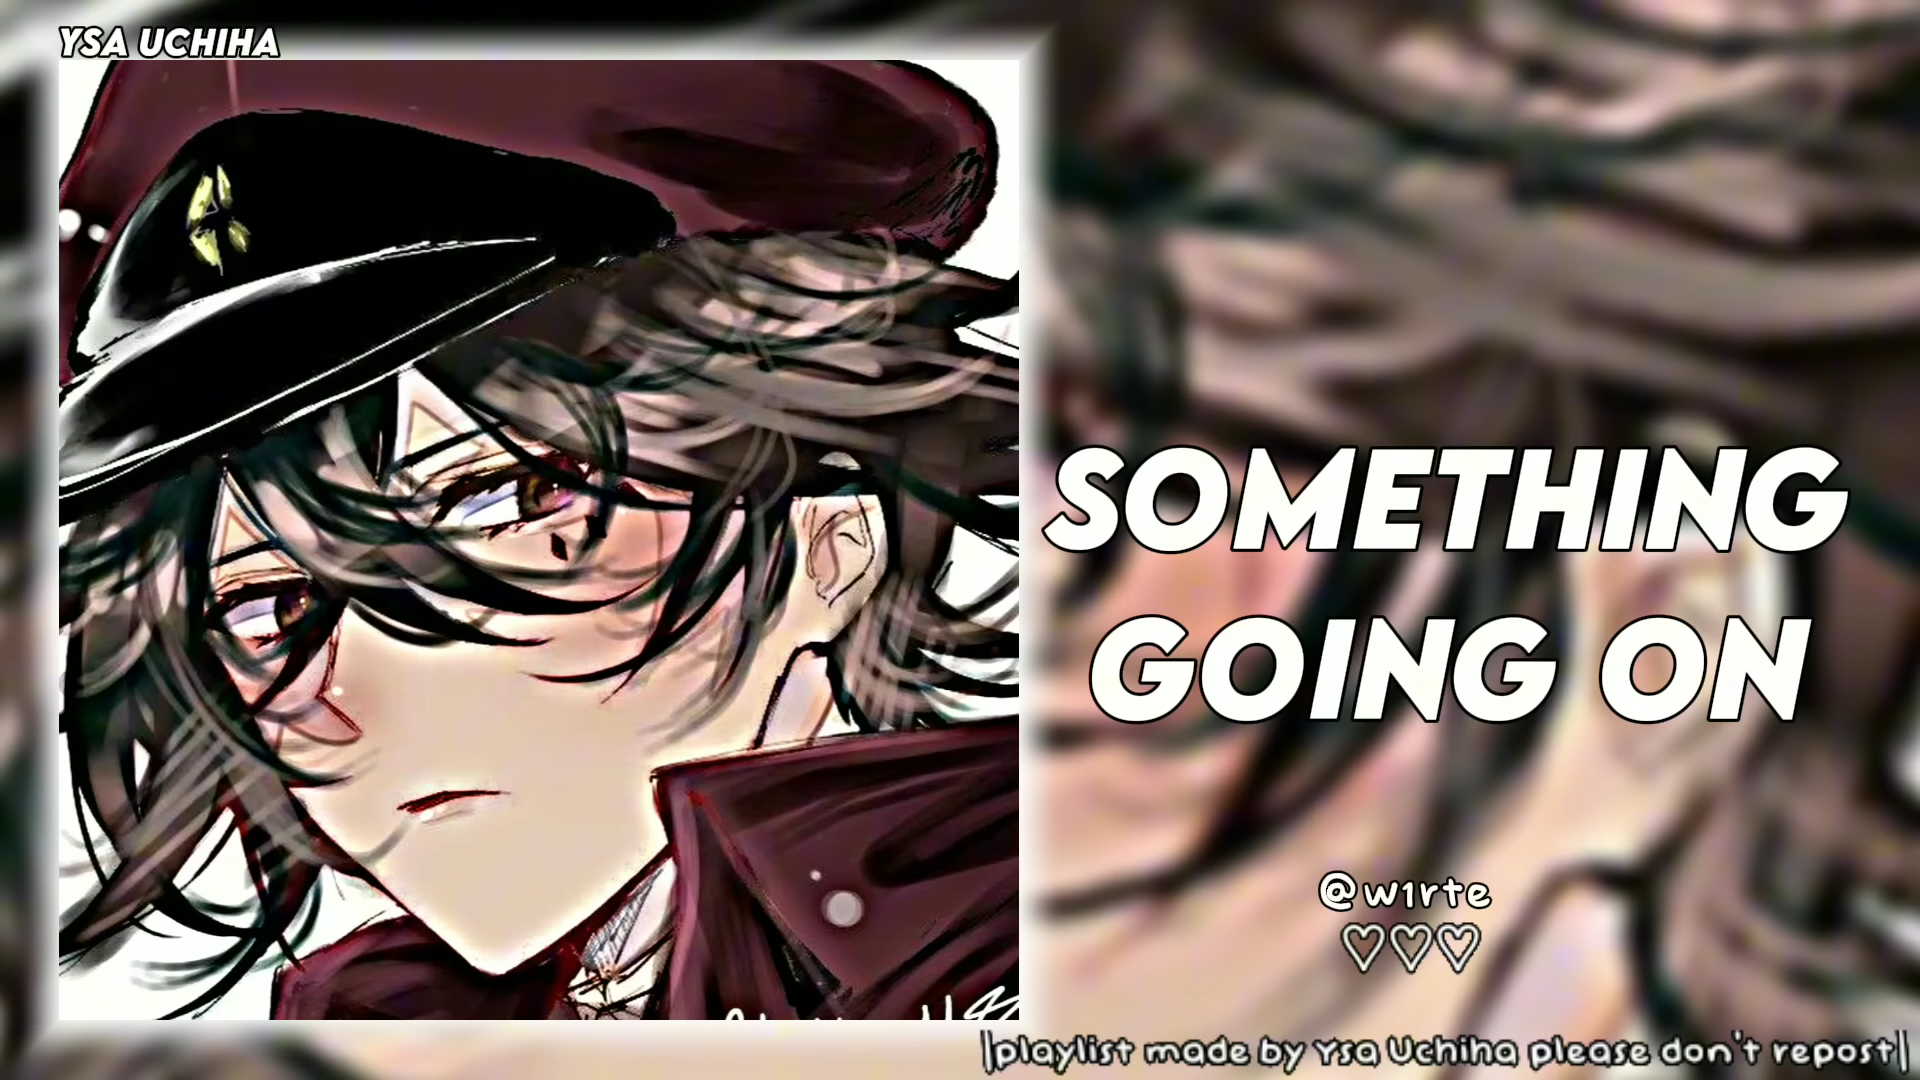 YSA UCHIHA
SOMETHING
GOING ON
@w1rte
♡♡♡
|playlist made by Ysa Uchiha please don't repost|